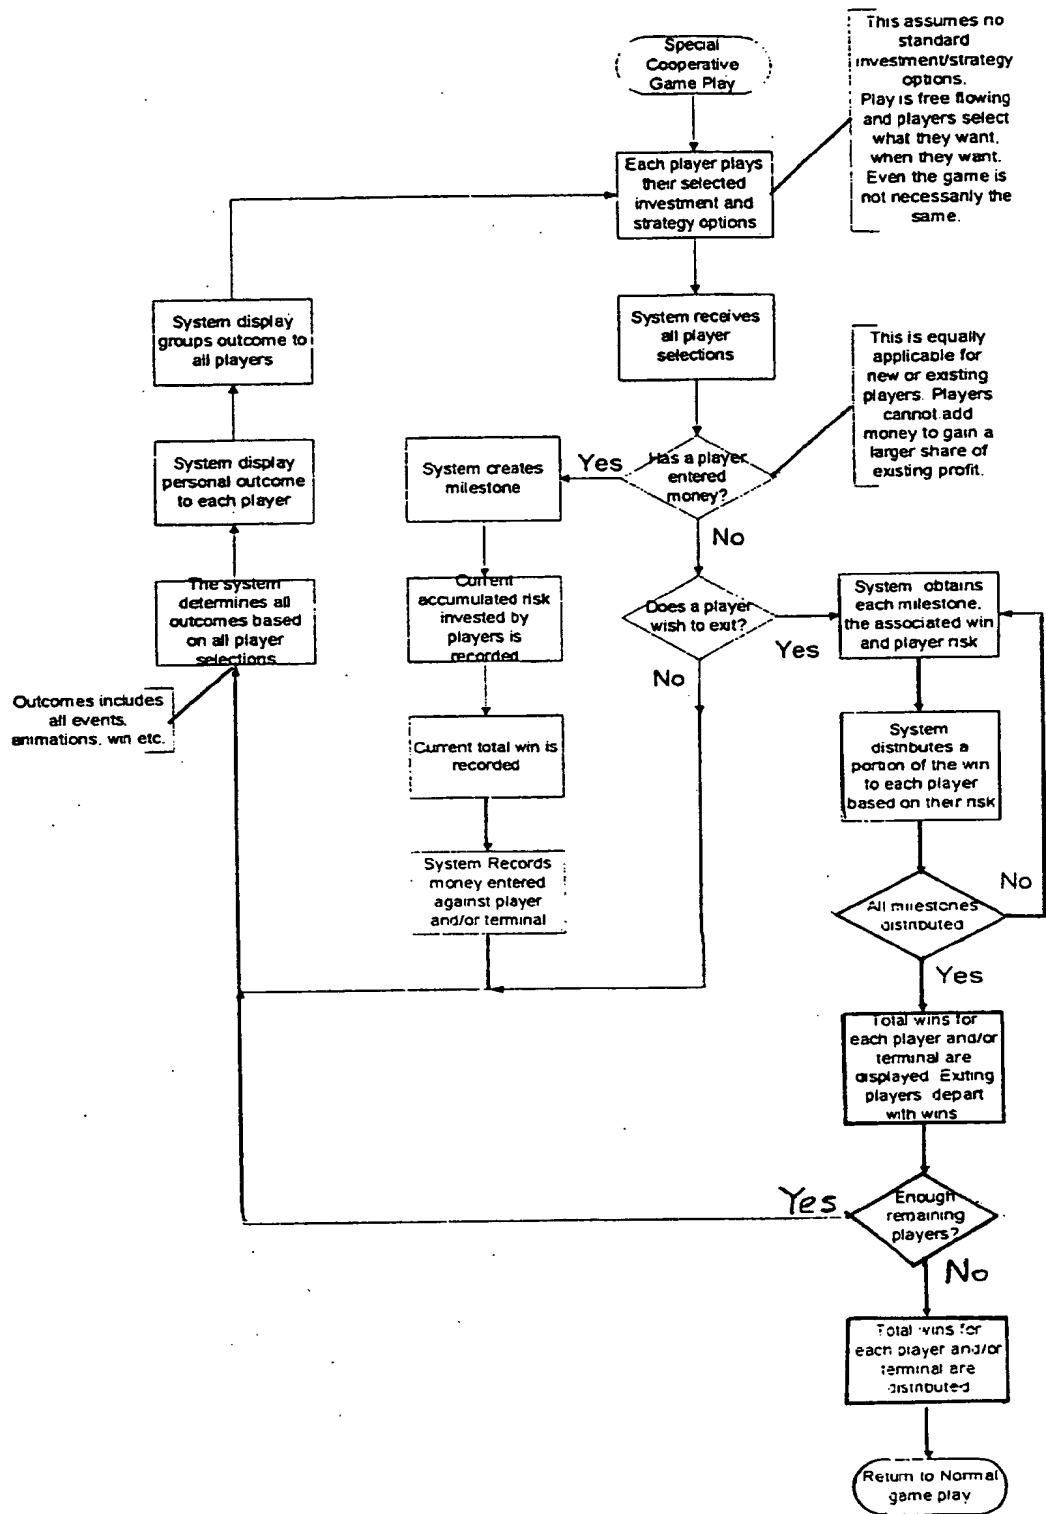 Special
Cooperative
Game Play
This assumes no
standard
investment/strategy
options.
Play is free flowing
and players select
what they want,
when they want.
Even the game is
not necessarily the
same.
Each player plays
their selected
investment and
strategy options
System receives
all player
selections
This is equally
applicable for
new or existing
players. Players
cannot add
money to gain a
larger share of
existing profit.
Has a player
entered
money?
Yes
No
System creates
milestone
Current
accumulated risk
invested by
players is
recorded
Current total win is
recorded
System Records
money entered
against player
and/or terminal
System display
groups outcome to
all players
System display
personal outcome
to each player
The system
determines all
outcomes based
on all player
selections
Outcomes includes
all events,
animations, win etc.
Does a player
wish to exit?
Yes
No
System obtains
each milestone,
the associated win
and player risk
System
distributes a
portion of the win
to each player
based on their risk
All milestones
distributed
No
Yes
Total wins for
each player and/or
terminal are
displayed. Exiting
players depart
with wins
Enough
remaining
players?
Yes
No
Total wins for
each player and/or
terminal are
distributed
Return to Normal
game play